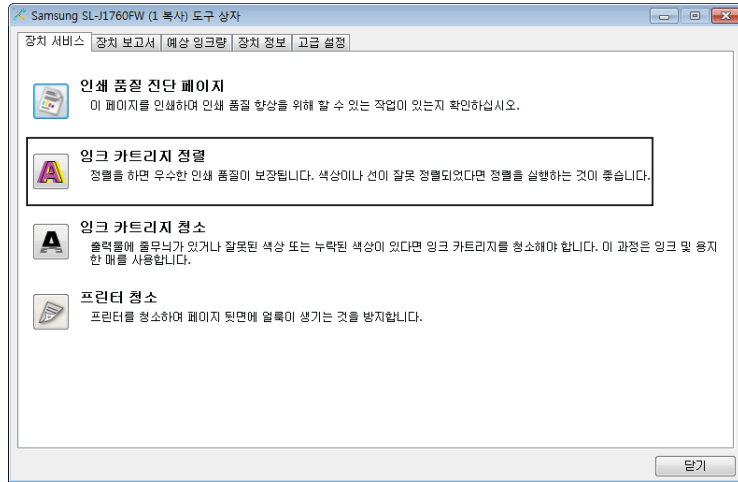 Samsung SL-J1760FW (1 복사) 도구 상자
장치 서비스 장치 보고서 예상 잉크량 장치 정보 고급 설정
인쇄 품질 진단 페이지
이 페이지를 인쇄하여 인쇄 품질 향상을 위해 할 수 있는 작업이 있는지 확인하십시오.
잉크 카트리지 정렬
정렬을 하면 우수한 인쇄 품질이 보장됩니다. 색상이나 선이 잘못 정렬되었다면 정렬을 실행하는 것이 좋습니다.
잉크 카트리지 청소
출력물에 줄무늬가 있거나 잘못된 색상 또는 누락된 색상이 있다면 잉크 카트리지를 청소해야 합니다. 이 과정은 잉크 및 용지
한 매를 사용합니다.
프린터 청소
프린터를 청소하여 페이지 뒷면에 얼룩이 생기는 것을 방지합니다.
닫기